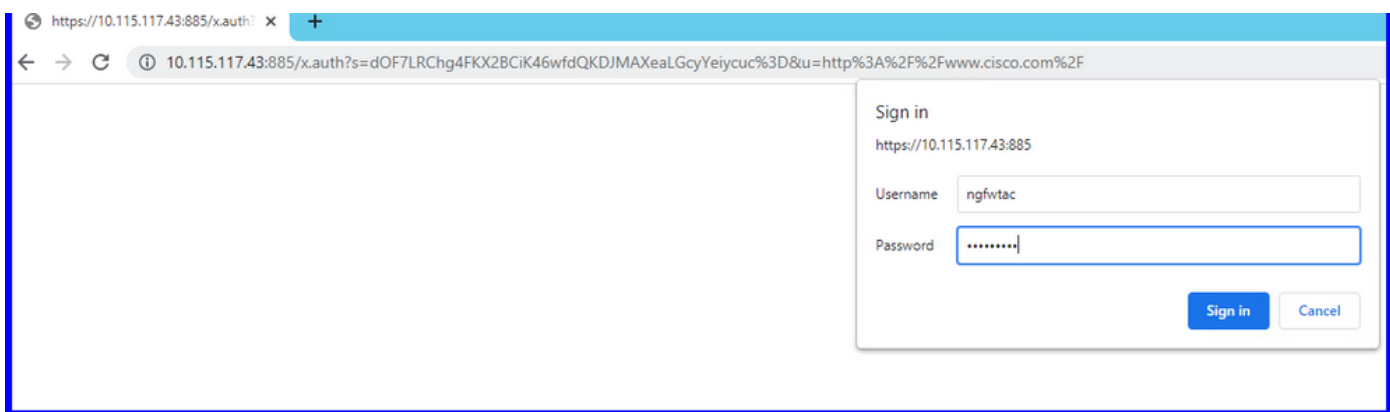 https://10.115.117.43:885/x.auth?
10.115.117.43:885/x.auth?s=dOF7LRChg4FKX2BCiK46wfdQKDJMAXeaLGcyYeiycuc%3D&u=http%3A%2F%2Fwww.cisco.com%2F
Sign in
https://10.115.117.43:885
Username ngfwtac
Password •••••••••
Sign in Cancel